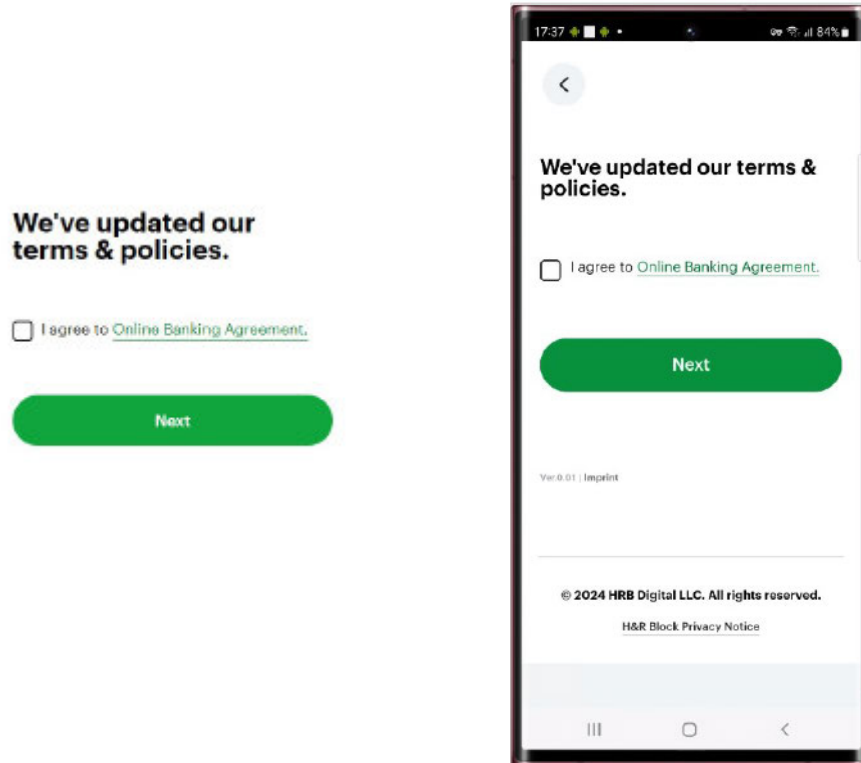 We've updated our
terms & policies.
I agree to Online Banking Agreement.
Next
17:37
84%
We've updated our terms &
policies.
I agree to Online Banking Agreement.
Next
Ver.0.01 | Imprint
© 2024 HRB Digital LLC. All rights reserved.
H&R Block Privacy Notice